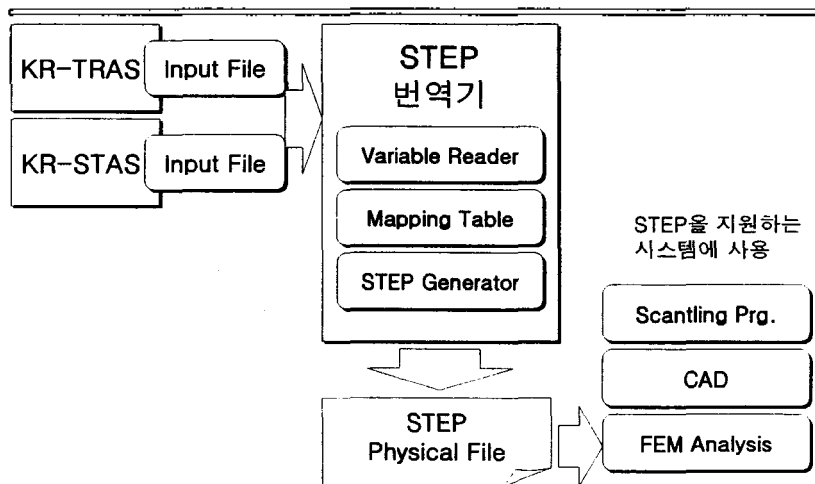 KR-TRAS
Input File
KR-STAS
Input File
STEP
번역기
Variable Reader
Mapping Table
STEP Generator
STEP을 지원하는
시스템에 사용
Scantling Prg.
CAD
FEM Analysis
STEP
Physical File